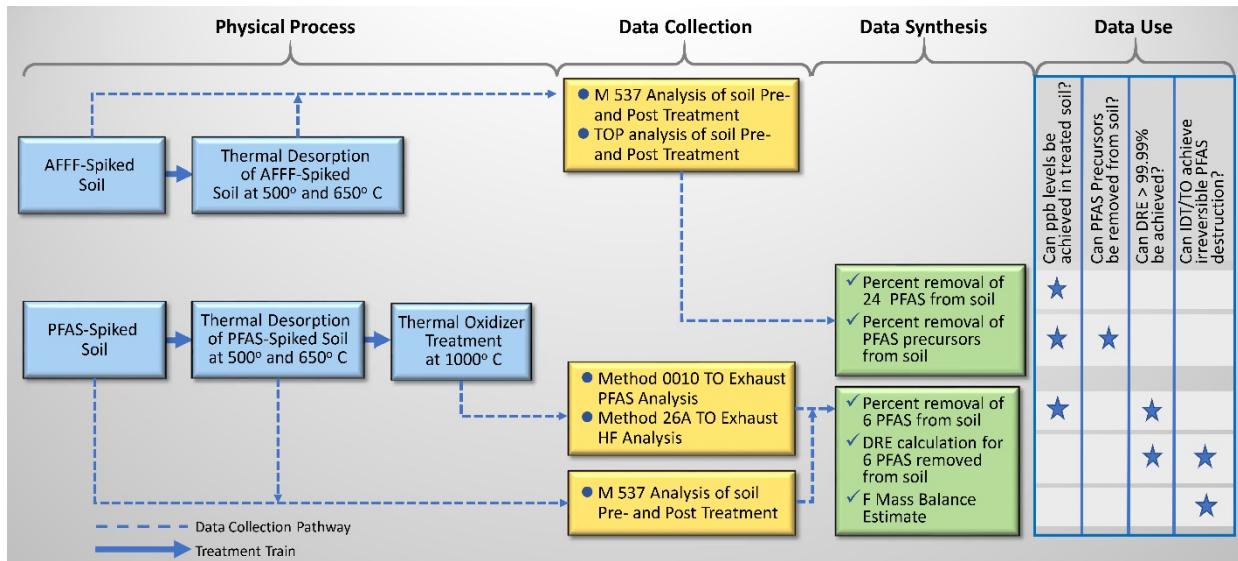 Physical Process
Data Collection
Data Synthesis
Data Use
AFFF-Spiked
Soil
Thermal Desorption
of AFFF-Spiked
Soil at 500° and 650° C
● M 537 Analysis of soil Pre-
and Post Treatment
● TOP analysis of soil Pre-
and Post Treatment
Can ppb levels be
achieved in treated soil?
Can PFAS Precursors
be removed from soil?
Can DRE > 99.99%
be achieved?
Can IDT/TO achieve
irreversible PFAS
destruction?
PFAS-Spiked
Soil
Thermal Desorption
of PFAS-Spiked Soil
at 500° and 650° C
Thermal Oxidizer
Treatment
at 1000° C
✓ Percent removal of
24 PFAS from soil
✓ Percent removal of
PFAS precursors
from soil
● Method 0010 TO Exhaust
PFAS Analysis
● Method 26A TO Exhaust
HF Analysis
● M 537 Analysis of soil
Pre- and Post Treatment
✓ Percent removal of
6 PFAS from soil
✓ DRE calculation for
6 PFAS removed
from soil
✓ F Mass Balance
Estimate
Data Collection Pathway
Treatment Train